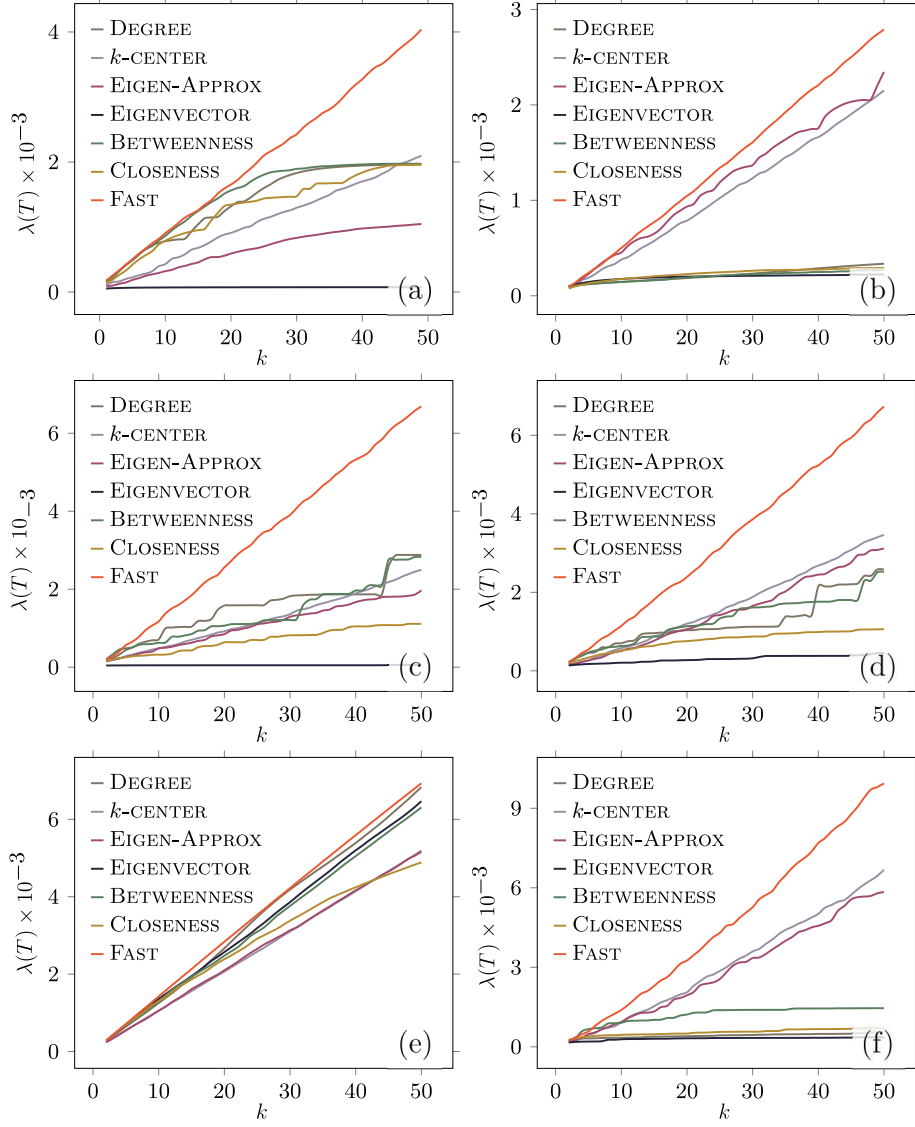 4
2
0
λ(T) × 10⁻³
DEGREE
k-CENTER
EIGEN-APPROX
EIGENVECTOR
BETWEENNESS
CLOSENESS
FAST
(a)
0 10 20 30 40 50
k
3
2
1
0
λ(T) × 10⁻³
DEGREE
k-CENTER
EIGEN-APPROX
EIGENVECTOR
BETWEENNESS
CLOSENESS
FAST
(b)
0 10 20 30 40 50
k
6
4
2
0
λ(T) × 10₋3
DEGREE
k-CENTER
EIGEN-APPROX
EIGENVECTOR
BETWEENNESS
CLOSENESS
FAST
(c)
0 10 20 30 40 50
k
6
4
2
0
λ(T) × 10⁻³
DEGREE
k-CENTER
EIGEN-APPROX
EIGENVECTOR
BETWEENNESS
CLOSENESS
FAST
(d)
0 10 20 30 40 50
k
6
4
2
0
λ(T) × 10⁻³
DEGREE
k-CENTER
EIGEN-APPROX
EIGENVECTOR
BETWEENNESS
CLOSENESS
FAST
(e)
0 10 20 30 40 50
k
9
6
3
0
λ(T) × 10⁻³
DEGREE
k-CENTER
EIGEN-APPROX
EIGENVECTOR
BETWEENNESS
CLOSENESS
FAST
(f)
0 10 20 30 40 50
k